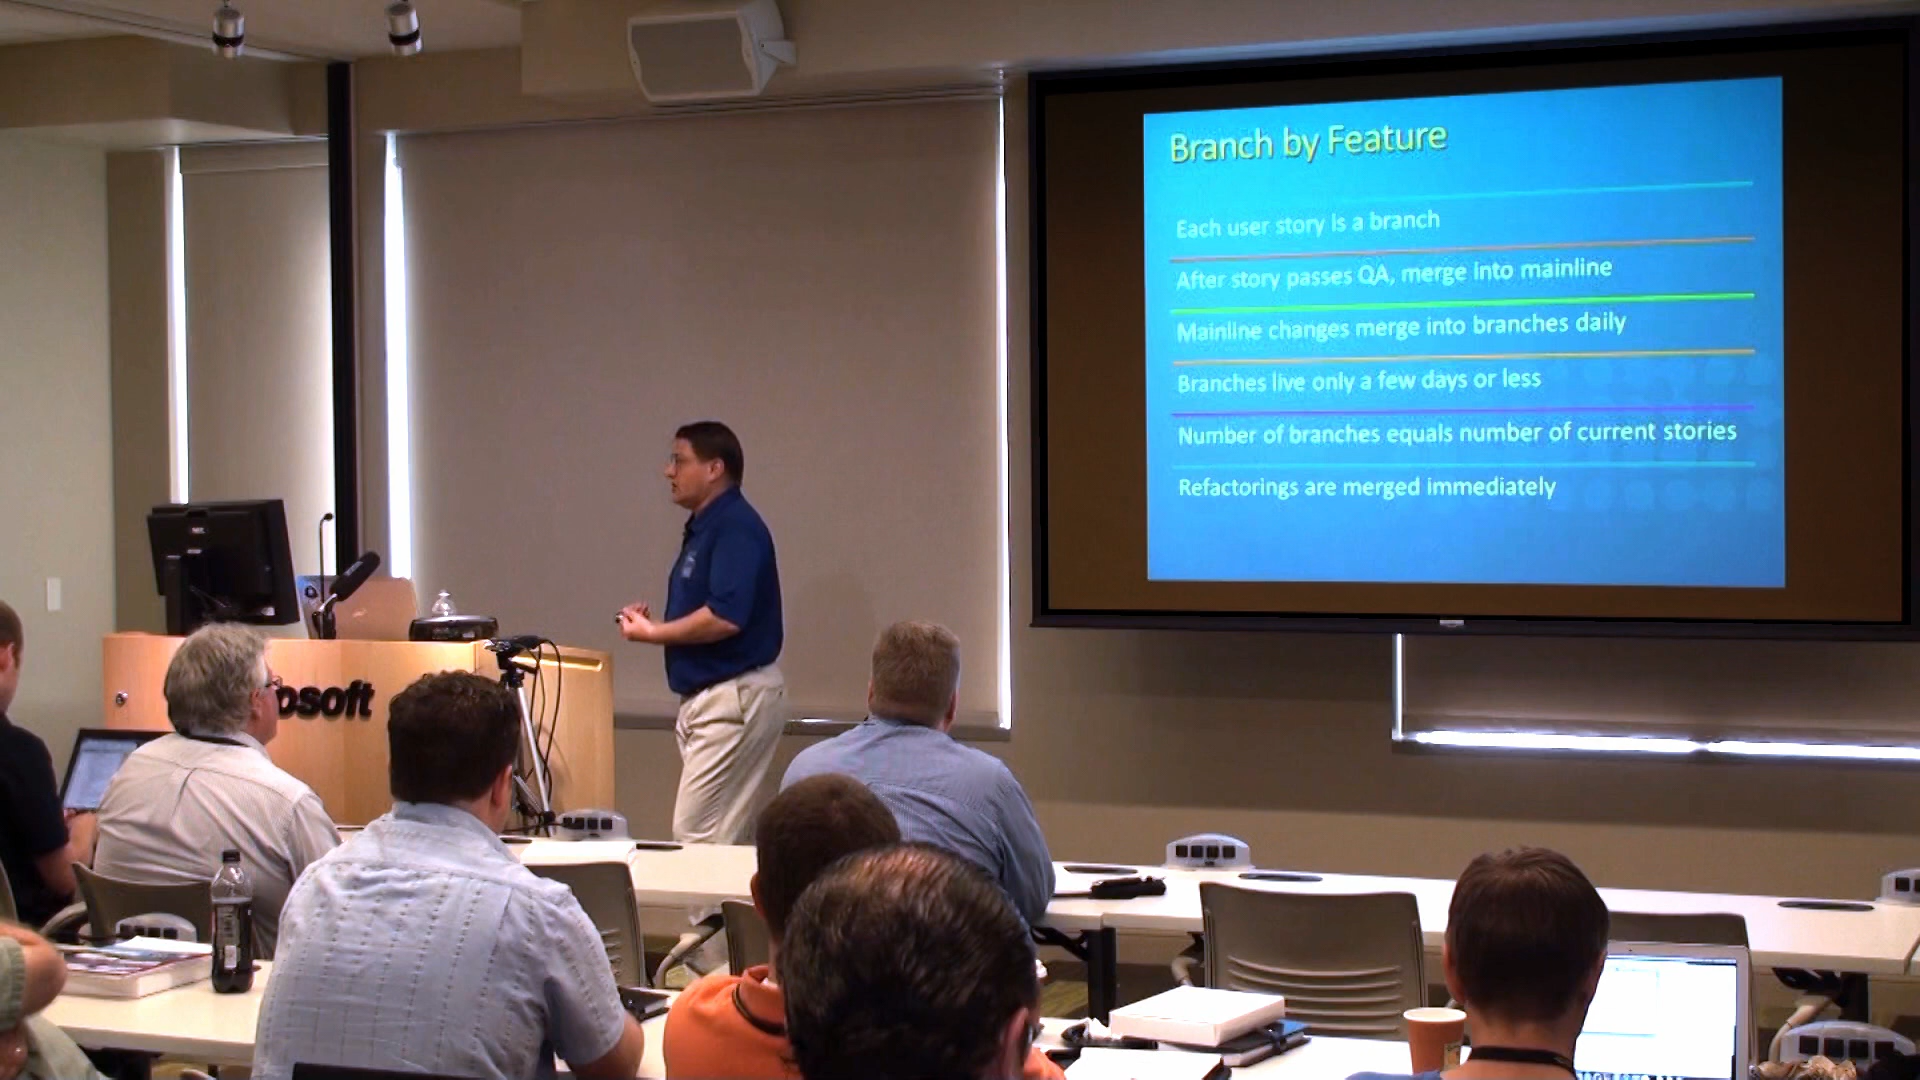 Branch by Feature
Each user story is a branch
After story passes QA, merge into mainline
Mainline changes merge into branches daily
Branches live only a few days or less
Number of branches equals number of current stories
Refactorings are merged immediately
osoft